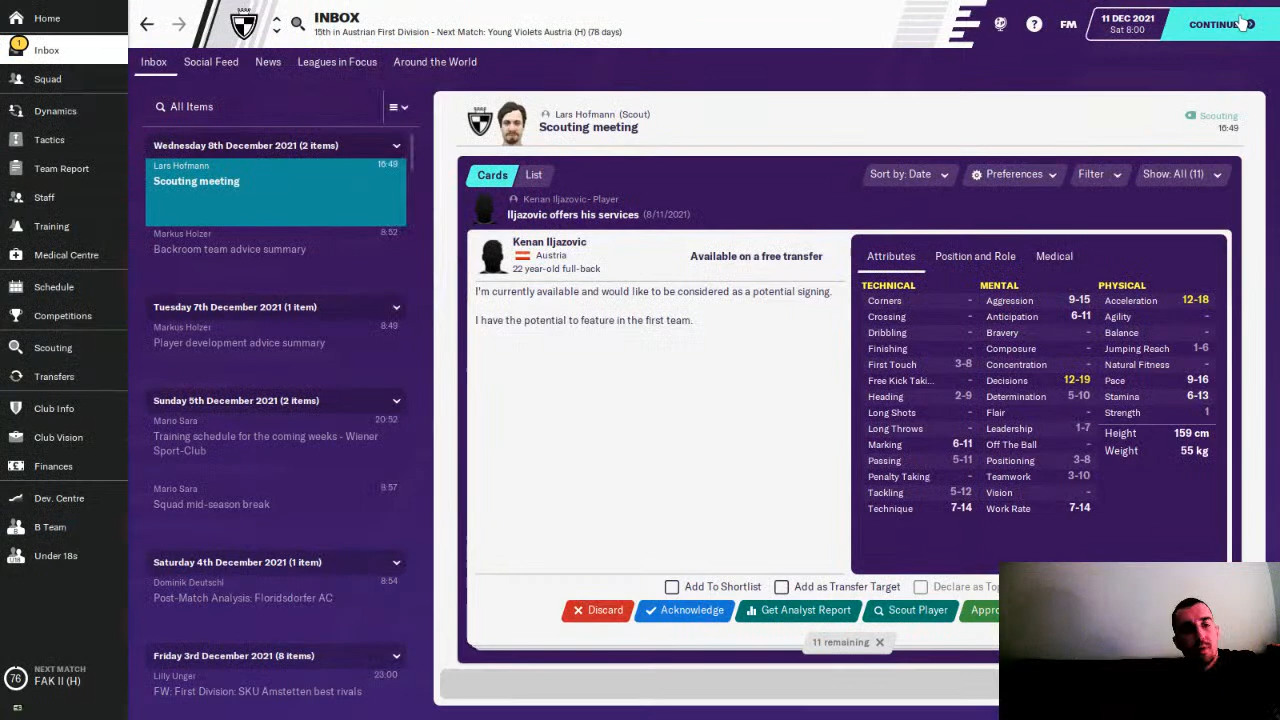 Home
1
Inbox
Squad
Dynamics
Tactics
Team Report
Staff
Training
Medical Centre
Schedule
Competitions
Scouting
Transfers
Club Info
Club Vision
Finances
Dev. Centre
B Team
Under 18s
76
NEXT MATCH
FAK II (H)
INBOX
15th in Austrian First Division - Next Match: Young Violets Austria (H) (78 days)
?
FM
11 DEC 2021
Sat 8:00
CONTINUE
Inbox
Social Feed
News
Leagues in Focus
Around the World
All Items
Wednesday 8th December 2021 (2 items)
Lars Hofmann 16:49
Scouting meeting
Markus Holzer 8:52
Backroom team advice summary
Tuesday 7th December 2021 (1 item)
Markus Holzer 8:49
Player development advice summary
Sunday 5th December 2021 (2 items)
Mario Sara 20:52
Training schedule for the coming weeks - Wiener
Sport-Club
Mario Sara 8:57
Squad mid-season break
Saturday 4th December 2021 (1 item)
Dominik Deutschl 8:54
Post-Match Analysis: Floridsdorfer AC
Friday 3rd December 2021 (8 items)
Lilly Unger 23:00
FW: First Division: SKU Amstetten best rivals
Lars Hofmann (Scout)
Scouting meeting
Scouting
16:49
Cards
List
Sort by: Date
Preferences
Filter
Show: All (11)
Kenan Iljazovic - Player
Iljazovic offers his services (8/11/2021)
Kenan Iljazovic
Austria
22 year-old full-back
Available on a free transfer
I'm currently available and would like to be considered as a potential signing.
I have the potential to feature in the first team.
Attributes
Position and Role
Medical
TECHNICAL
Corners -
Crossing -
Dribbling -
Finishing -
First Touch 3-8
Free Kick Taki... -
Heading 2-9
Long Shots -
Long Throws -
Marking 6-11
Passing 5-11
Penalty Taking -
Tackling 5-12
Technique 7-14
MENTAL
Aggression 9-15
Anticipation 6-11
Bravery -
Composure -
Concentration -
Decisions 12-19
Determination 5-10
Flair -
Leadership 1-7
Off The Ball -
Positioning 3-8
Teamwork 3-10
Vision -
Work Rate 7-14
PHYSICAL
Acceleration 12-18
Agility -
Balance -
Jumping Reach 1-6
Natural Fitness -
Pace 9-16
Stamina 6-13
Strength 1
Height 159 cm
Weight 55 kg
Add To Shortlist
Add as Transfer Target
Declare as To
Discard
Acknowledge
Get Analyst Report
Scout Player
Appro
11 remaining